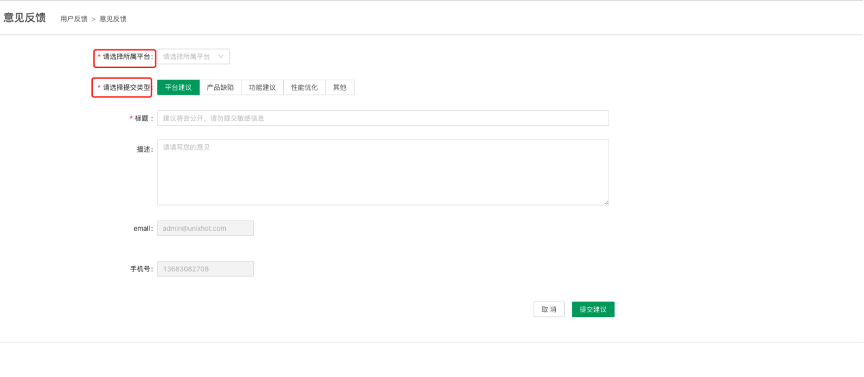 意见反馈 用户反馈 > 意见反馈
* 请选择所属平台: 请选择所属平台
* 请选择提交类型: 平台建议 产品缺陷 功能建议 性能优化 其他
* 标题 : 建议将会公开，请勿提交敏感信息
描述: 请填写您的意见
email: admin@unixhot.com
手机号: 13683082708
取 消 提交建议